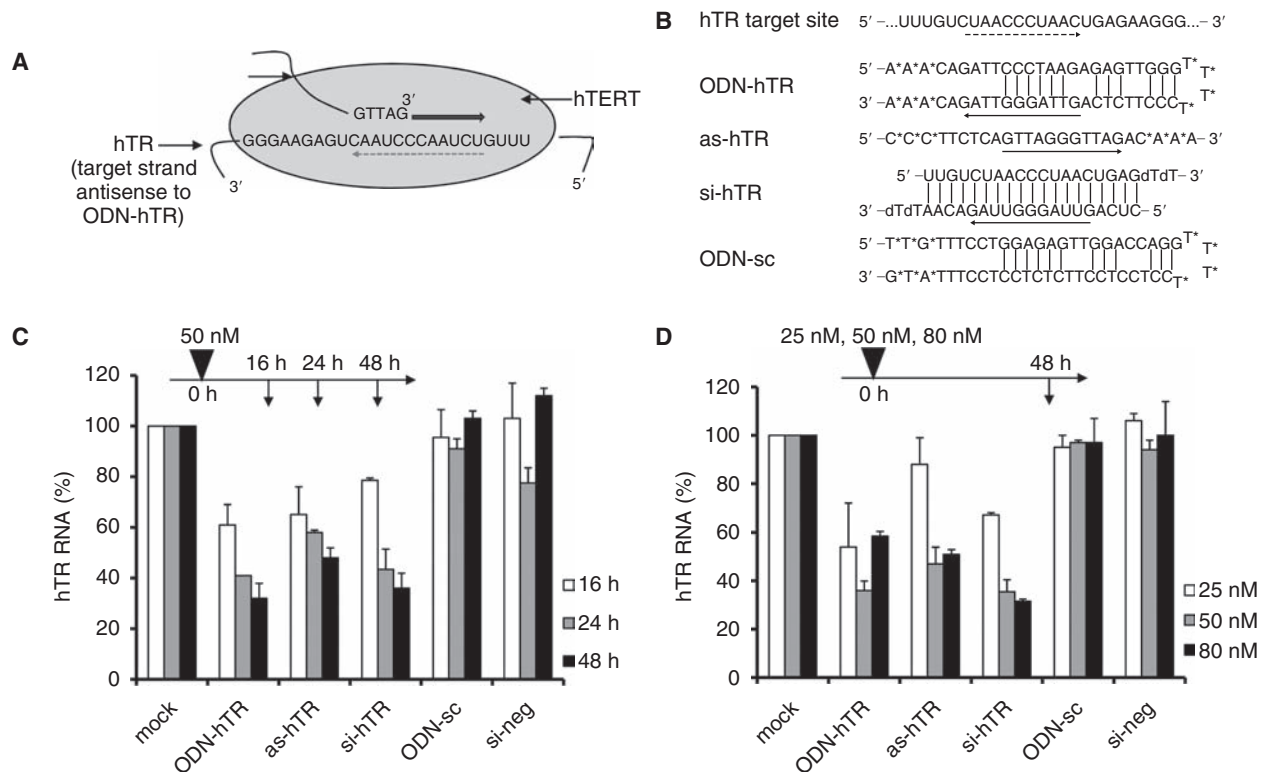 A
GTTAG
3′
hTERT
hTR
(target strand
antisense to
ODN-hTR)
GGGAAGAGUCAAUCCCAAUCUGUUU
3′
5′
B
hTR target site
5′ –...UUUGUCUAACCCUAACUGAGAAGGG...– 3′
ODN-hTR
5′ –A*A*A*CAGATTCCCTAAGAGAGTTGGGT*
T*
T*
3′ –A*A*A*CAGATTGGGATTGACTCTTCCCT*
as-hTR
5′ –C*C*C*TTCTCAGTTAGGGTTAGAC*A*A*A– 3′
si-hTR
5′ –UUGUCUAACCCUAACUGAGdTdT– 3′
3′ –dTdTAACAGAUUGGGAUUGACUC– 5′
ODN-sc
5′ –T*T*G*TTTCCTGGAGAGTTGGACCAGGT*
T*
T*
3′ –G*T*A*TTTCCTCCTCTCTTCCTCCTCCT*
C
50 nM
16 h
24 h
48 h
0 h
hTR RNA (%)
120
100
80
60
40
20
0
16 h
24 h
48 h
mock
ODN-hTR
as-hTR
si-hTR
ODN-sc
si-neg
D
25 nM, 50 nM, 80 nM
48 h
0 h
hTR RNA (%)
120
100
80
60
40
20
0
25 nM
50 nM
80 nM
mock
ODN-hTR
as-hTR
si-hTR
ODN-sc
si-neg